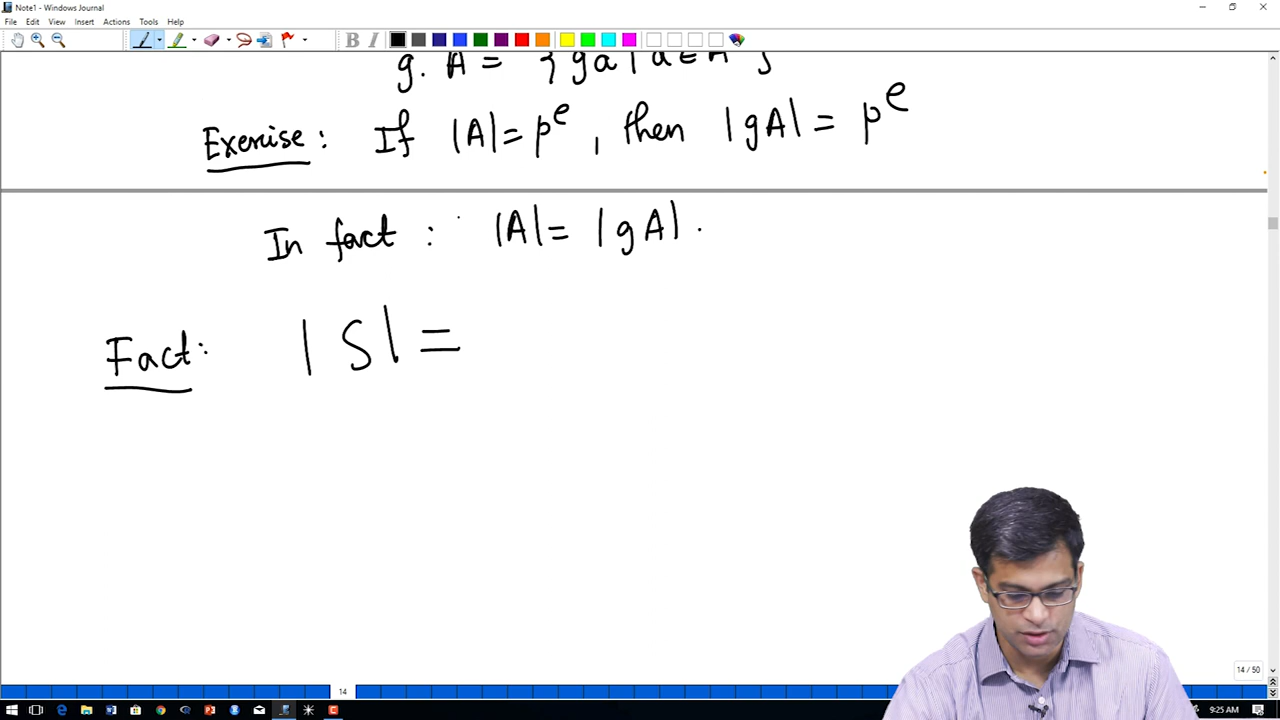 Note1 - Windows Journal
File Edit View Insert Actions Tools Help
B I
g. A = { ga | a ∈ A }
Exercise: If |A| = p^e, then |gA| = p^e
In fact: |A| = |gA|.
Fact: |S| =
14 / 50
14
9:25 AM